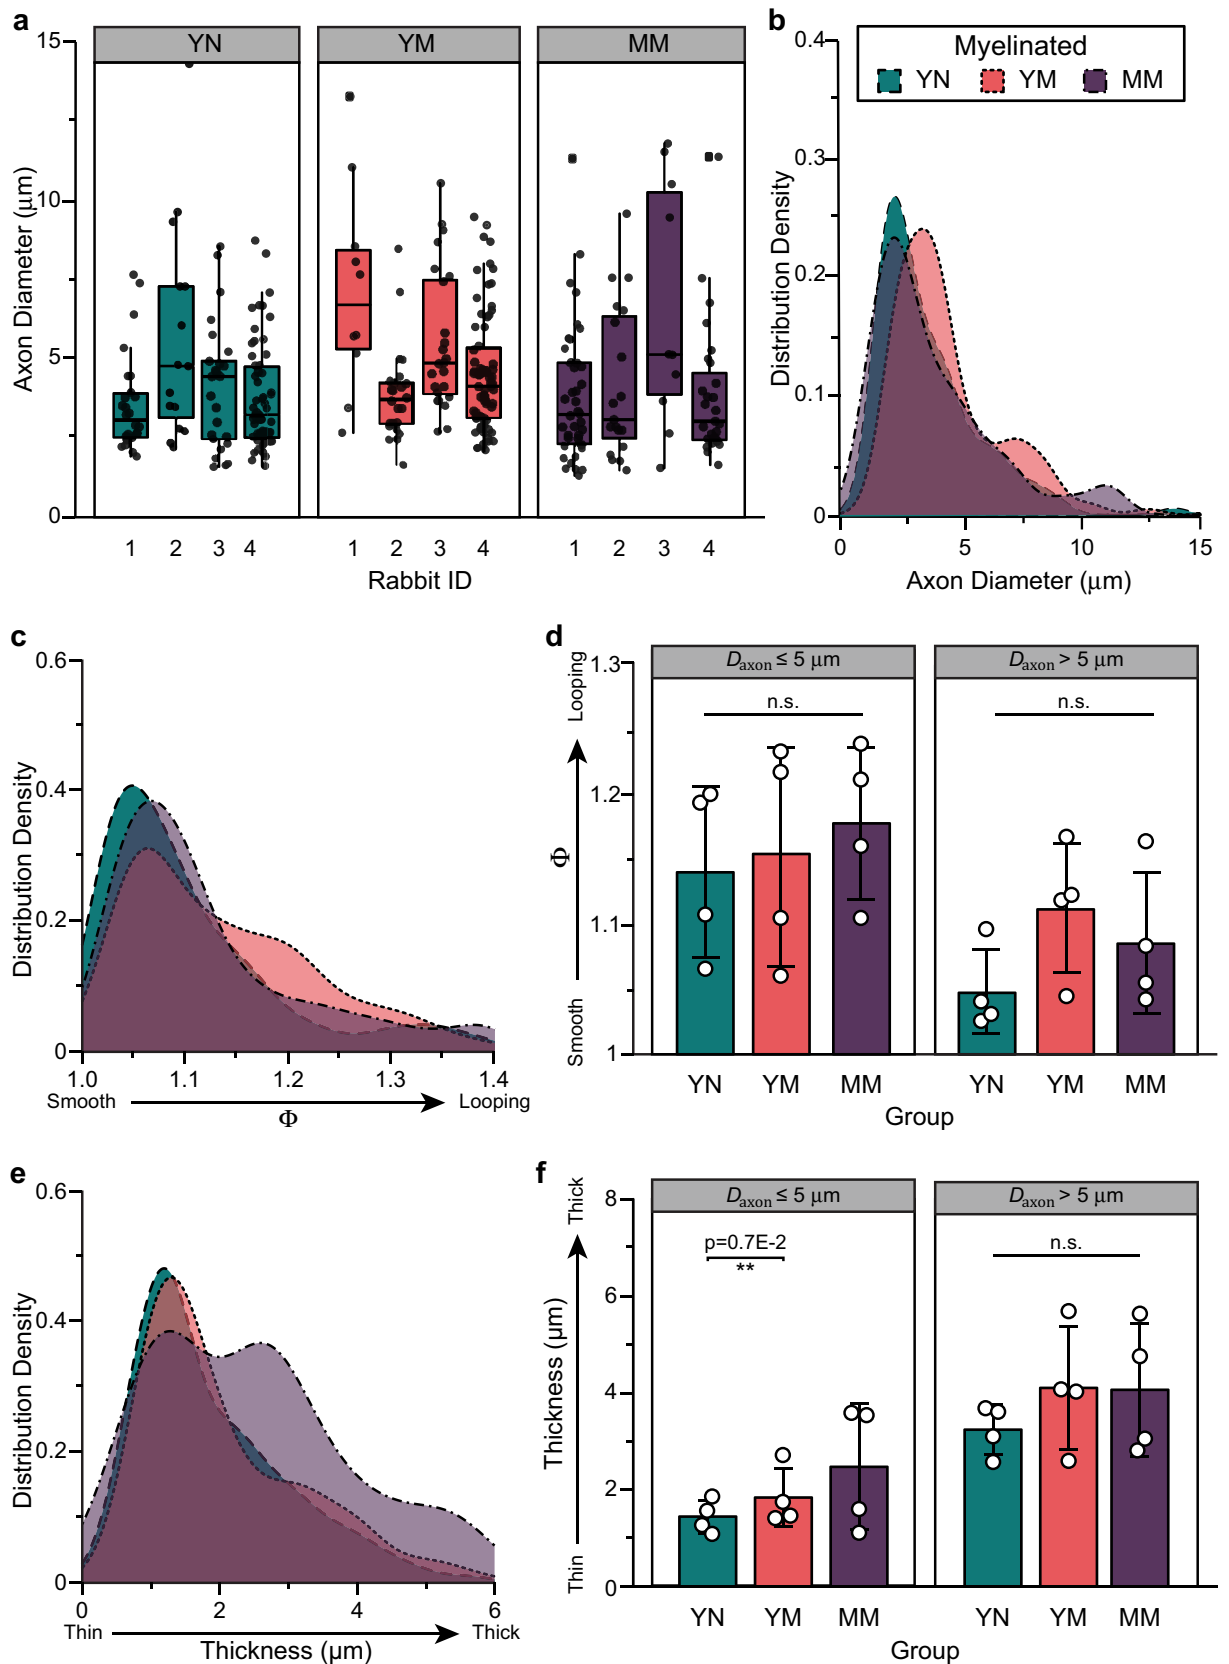 a
YN YM MM
15
10
5
0
Axon Diameter (μm)
1 2 3 4 1 2 3 4 1 2 3 4
Rabbit ID
b
Myelinated
YN YM MM
0.4
0.3
0.2
0.1
0
Distribution Density
0 5 10 15
Axon Diameter (μm)
c
0.6
0.4
0.2
0
Distribution Density
1.0 1.1 1.2 1.3 1.4
Smooth Φ Looping
d
D_axon ≤ 5 μm D_axon > 5 μm
n.s. n.s.
1.3
1.2
1.1
1
Smooth Φ Looping
YN YM MM YN YM MM
Group
e
0.6
0.4
0.2
0
Distribution Density
0 2 4 6
Thin Thickness (μm) Thick
f
D_axon ≤ 5 μm D_axon > 5 μm
p=0.7E-2
**
n.s.
8
6
4
2
0
Thin Thickness (μm) Thick
YN YM MM YN YM MM
Group